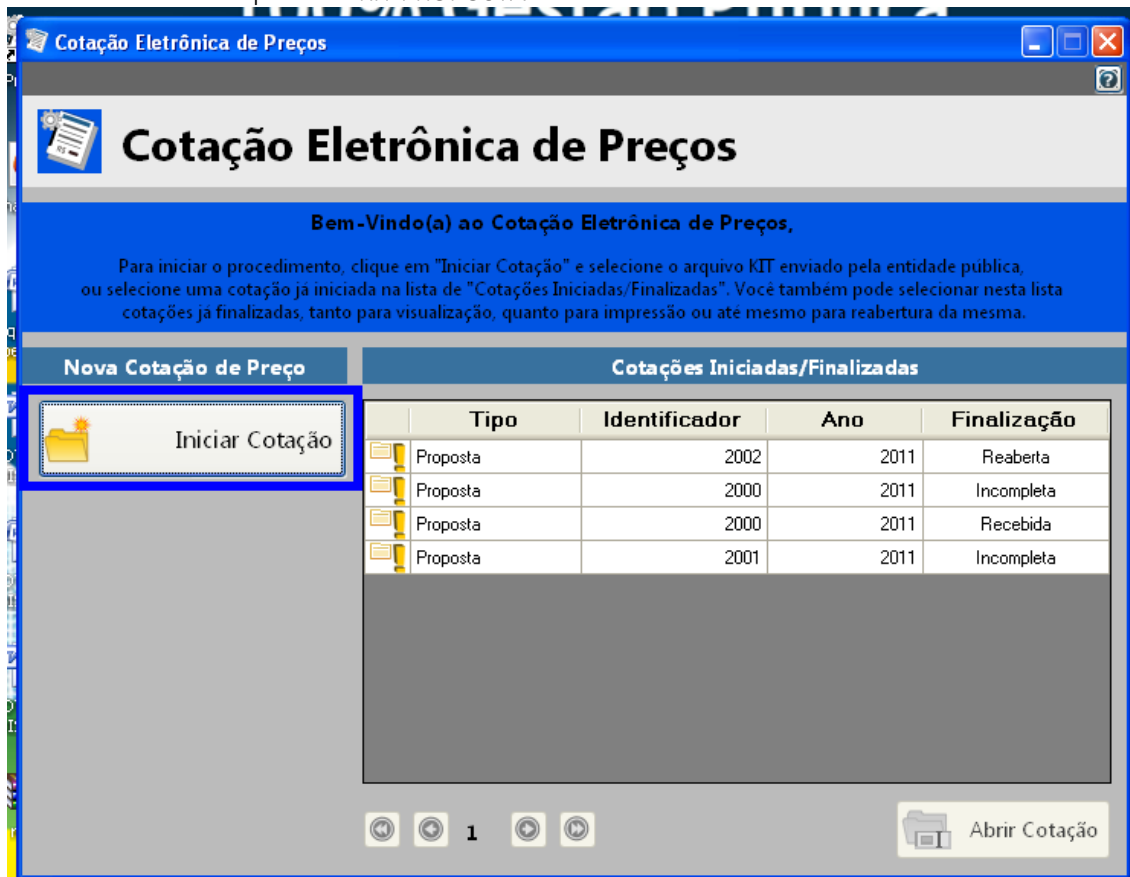 Cotação Eletrônica de Preços
Cotação Eletrônica de Preços
Bem-Vindo(a) ao Cotação Eletrônica de Preços,
Para iniciar o procedimento, clique em "Iniciar Cotação" e selecione o arquivo KIT enviado pela entidade pública,
ou selecione uma cotação já iniciada na lista de "Cotações Iniciadas/Finalizadas". Você também pode selecionar nesta lista
cotações já finalizadas, tanto para visualização, quanto para impressão ou até mesmo para reabertura da mesma.
Nova Cotação de Preço
Cotações Iniciadas/Finalizadas
Iniciar Cotação
Tipo Identificador Ano Finalização
Proposta 2002 2011 Reaberta
Proposta 2000 2011 Incompleta
Proposta 2000 2011 Recebida
Proposta 2001 2011 Incompleta
1
Abrir Cotação